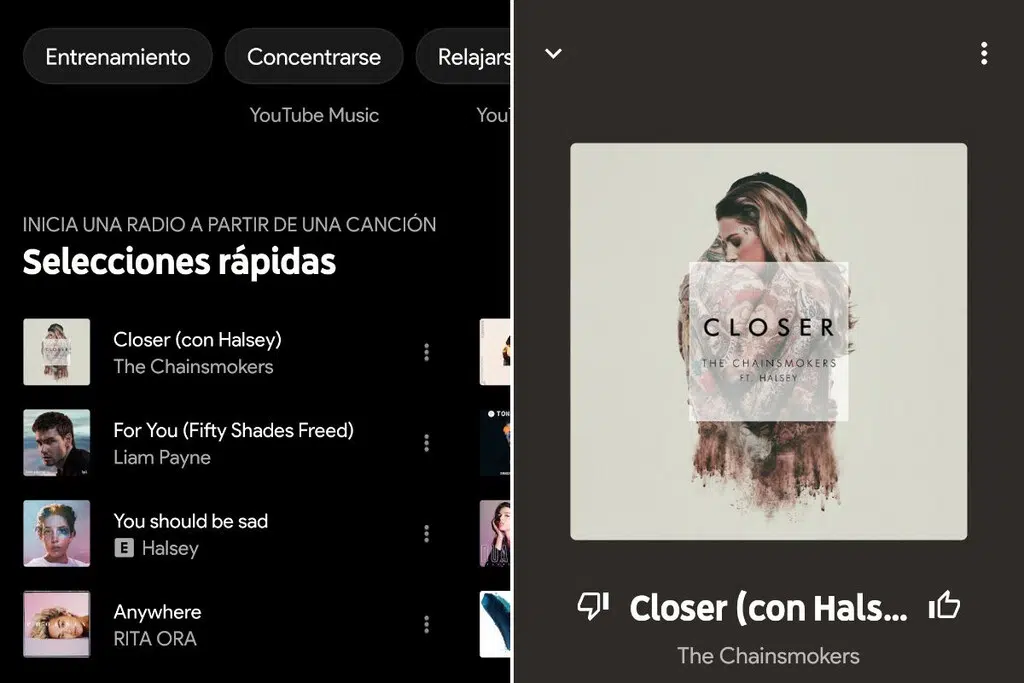 Entrenamiento
Concentrarse
Relajars
YouTube Music
You
INICIA UNA RADIO A PARTIR DE UNA CANCIÓN
Selecciones rápidas
CLOSER
Closer (con Halsey)
The Chainsmokers
For You (Fifty Shades Freed)
Liam Payne
You should be sad
E Halsey
Anywhere
RITA ORA
CLOSER
THE CHAINSMOKERS
FT. HALSEY
Closer (con Hals...
The Chainsmokers